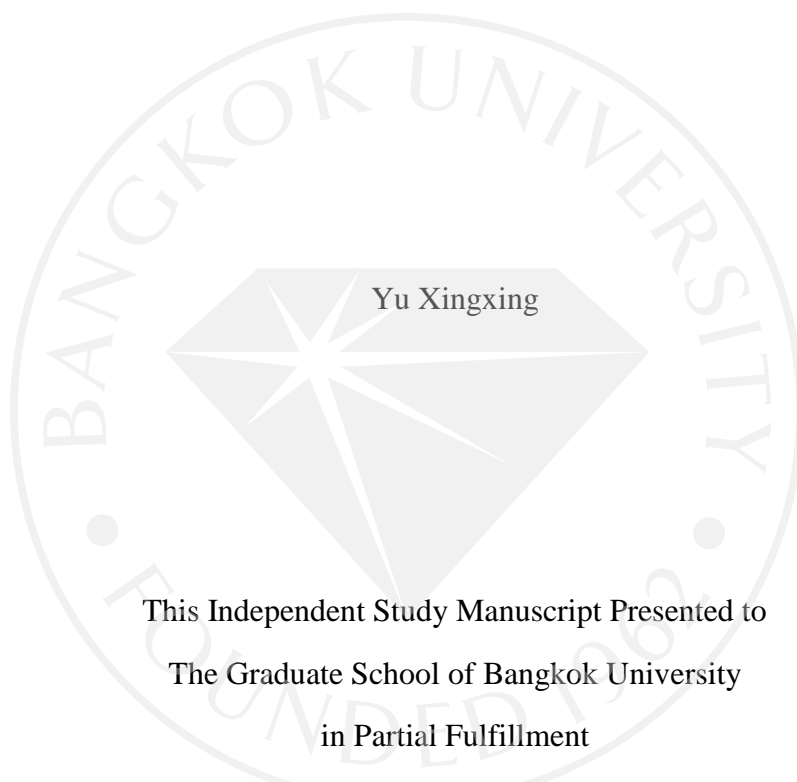 BANGKOK UNIVERSITY
Yu Xingxing
This Independent Study Manuscript Presented to
The Graduate School of Bangkok University
in Partial Fulfillment
FOUNDED 1962